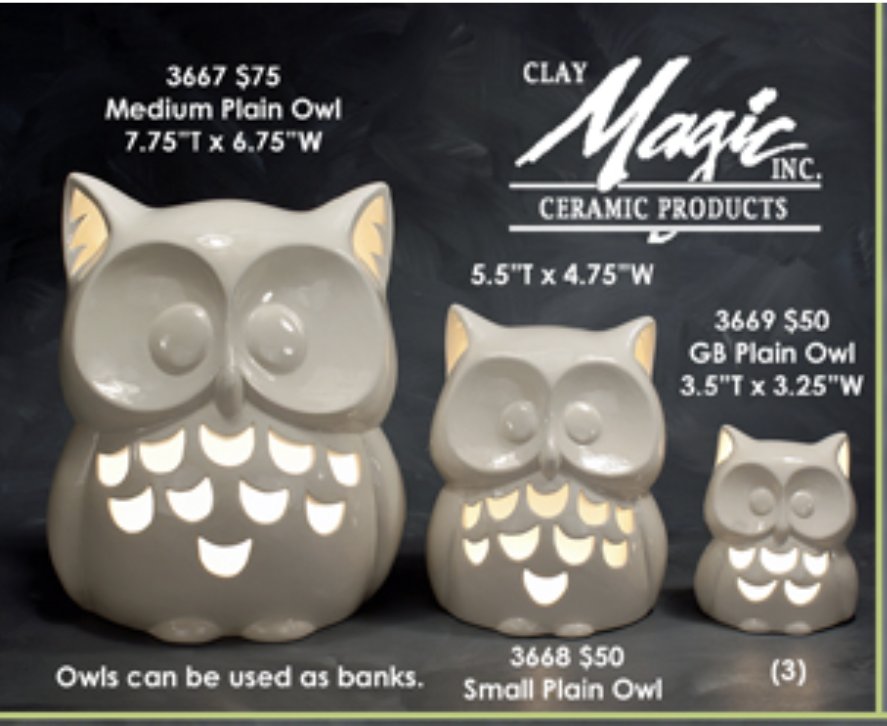 3667 $75
Medium Plain Owl
7.75"T x 6.75"W
CLAY
Magic
INC.
CERAMIC PRODUCTS
5.5"T x 4.75"W
3669 $50
GB Plain Owl
3.5"T x 3.25"W
Owls can be used as banks.
3668 $50
Small Plain Owl
(3)